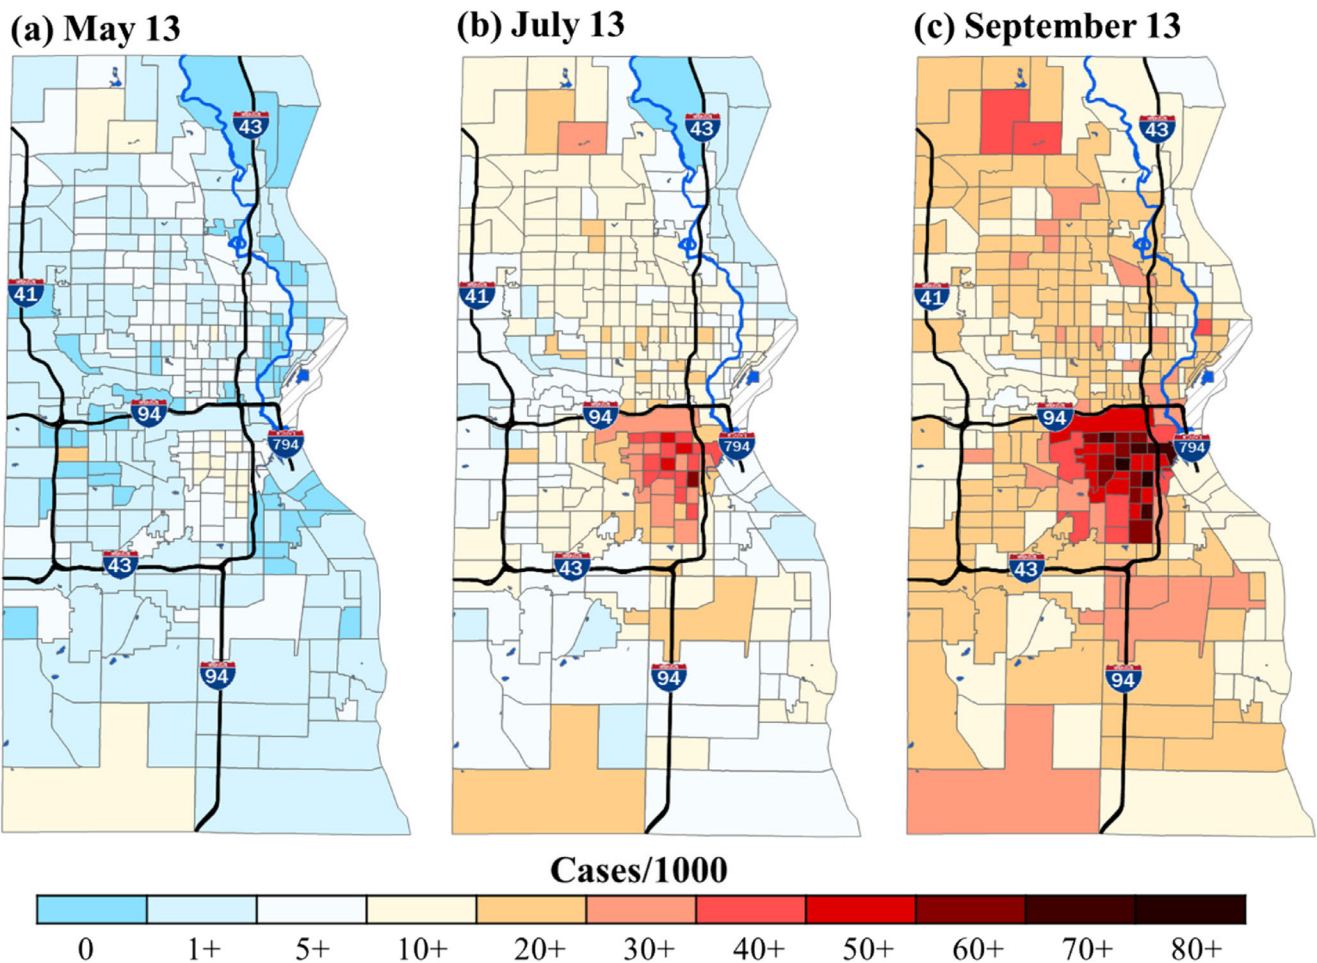 (a) May 13 (b) July 13 (c) September 13
43 43 43
41 41 41
94 94 94
794 794 794
43 43 43
94 94 94
Cases/1000
0 1+ 5+ 10+ 20+ 30+ 40+ 50+ 60+ 70+ 80+